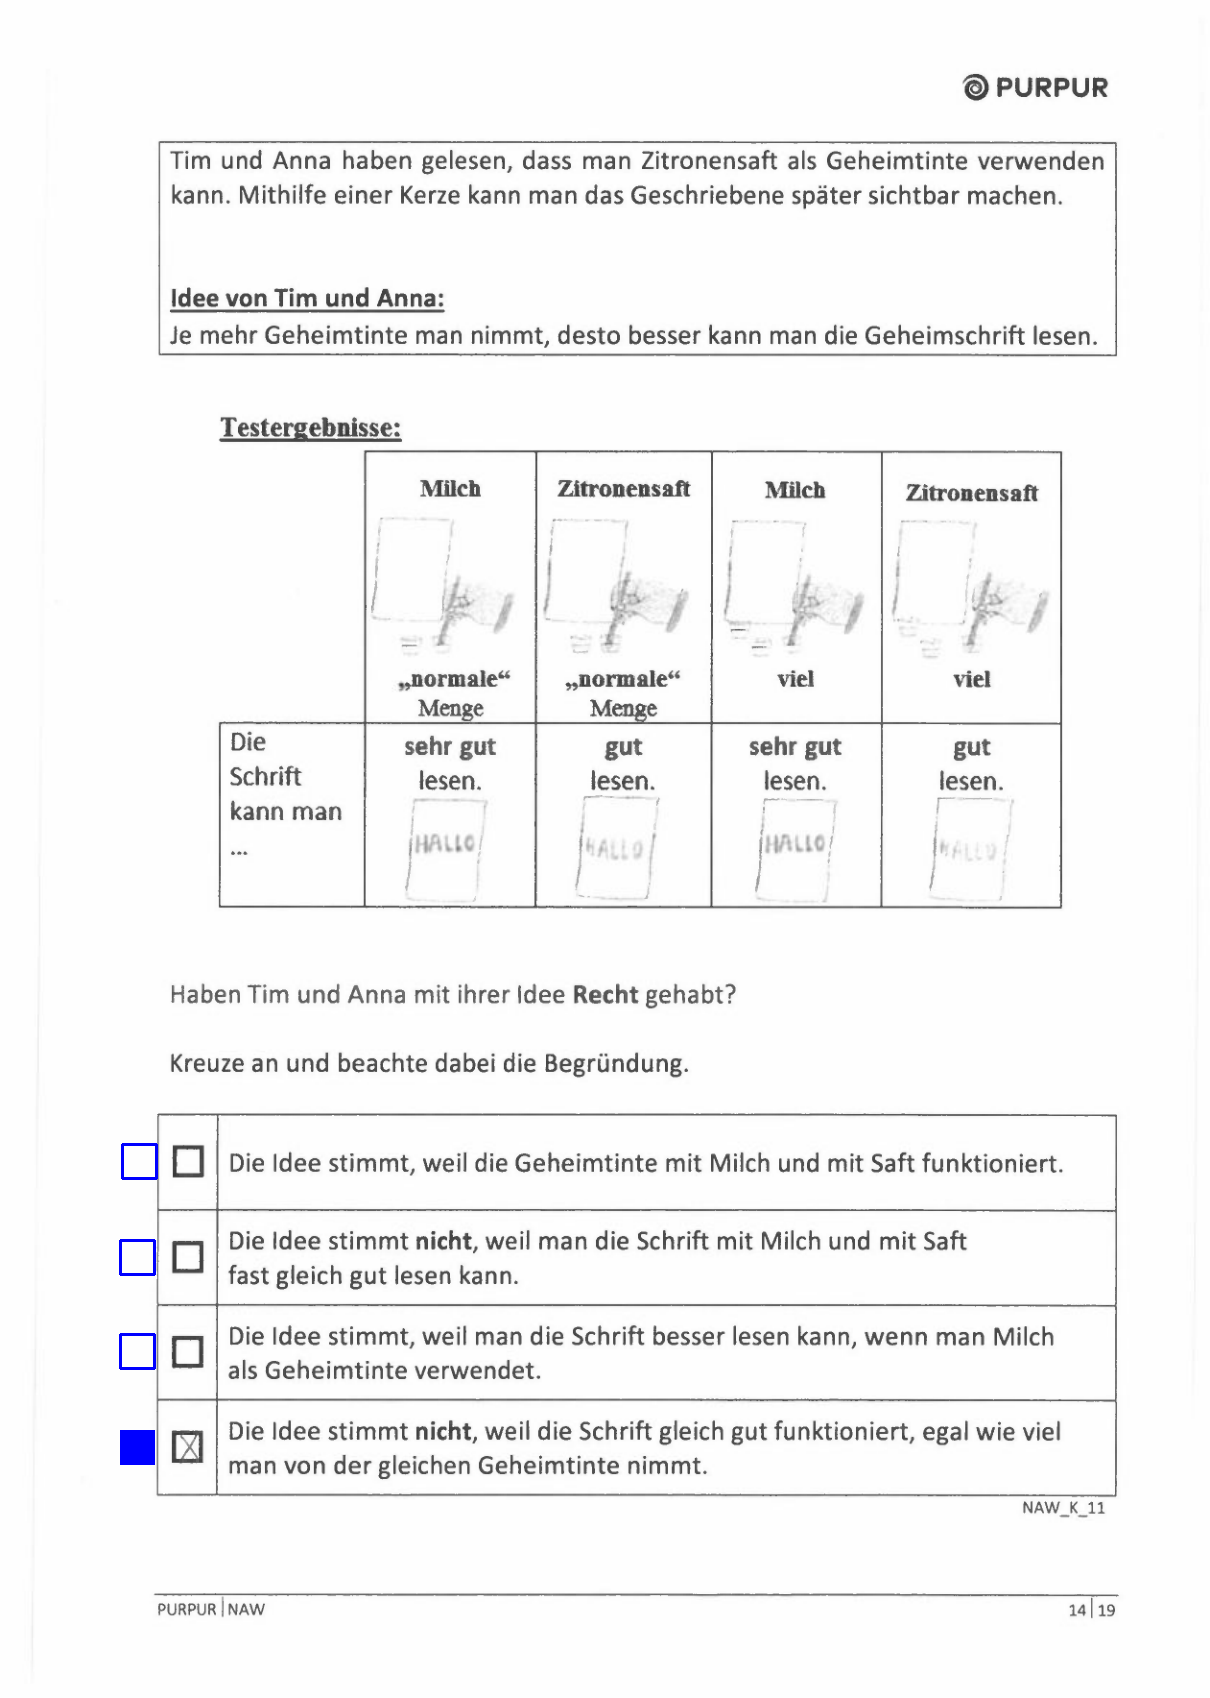 PURPUR
Tim und Anna haben gelesen, dass man Zitronensaft als Geheimtinte verwenden
kann. Mithilfe einer Kerze kann man das Geschriebene später sichtbar machen.
Idee von Tim und Anna:
Je mehr Geheimtinte man nimmt, desto besser kann man die Geheimschrift lesen.
Testergebnisse:
Milch Zitronensaft Milch Zitronensaft
„normale“ „normale“ viel viel
Menge Menge
Die sehr gut gut sehr gut gut
Schrift lesen. lesen. lesen. lesen.
kann man
...
HALLO HALLO HALLO HALLO
Haben Tim und Anna mit ihrer Idee Recht gehabt?
Kreuze an und beachte dabei die Begründung.
Die Idee stimmt, weil die Geheimtinte mit Milch und mit Saft funktioniert.
Die Idee stimmt nicht, weil man die Schrift mit Milch und mit Saft
fast gleich gut lesen kann.
Die Idee stimmt, weil man die Schrift besser lesen kann, wenn man Milch
als Geheimtinte verwendet.
Die Idee stimmt nicht, weil die Schrift gleich gut funktioniert, egal wie viel
man von der gleichen Geheimtinte nimmt.
NAW_K_11
PURPUR | NAW 14 | 19